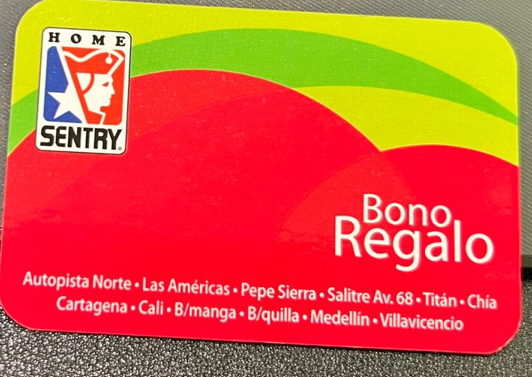 HOME
SENTRY
Bono
Regalo
Autopista Norte • Las Américas • Pepe Sierra • Salitre Av. 68 • Titán • Chía
Cartagena • Cali • B/manga • B/quilla • Medellín • Villavicencio